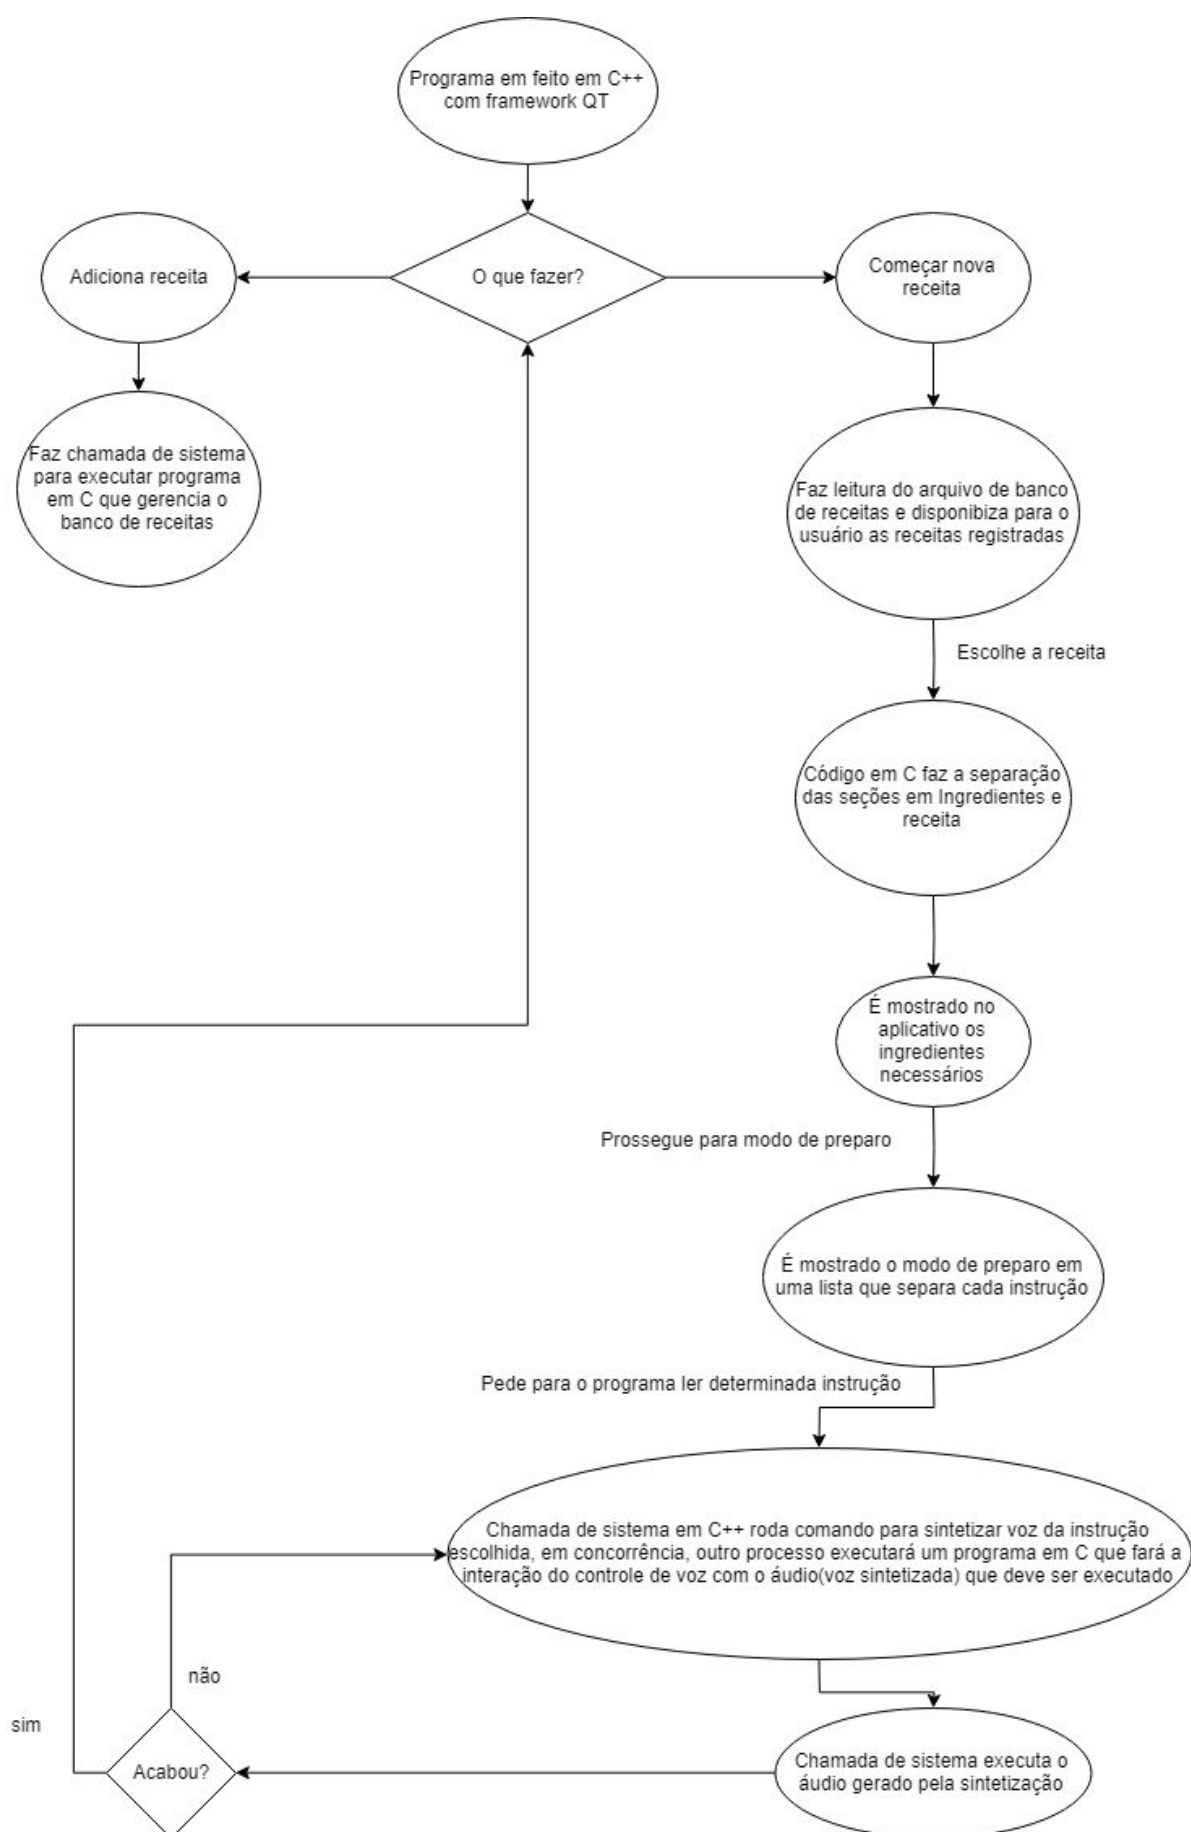 Programa em feito em C++
com framework QT
Adiciona receita
O que fazer?
Começar nova
receita
Faz chamada de sistema
para executar programa
em C que gerencia o
banco de receitas
Faz leitura do arquivo de banco
de receitas e disponibiza para o
usuário as receitas registradas
Escolhe a receita
Código em C faz a separação
das seções em Ingredientes e
receita
É mostrado no
aplicativo os
ingredientes
necessários
Prossegue para modo de preparo
É mostrado o modo de preparo em
uma lista que separa cada instrução
Pede para o programa ler determinada instrução
Chamada de sistema em C++ roda comando para sintetizar voz da instrução
escolhida, em concorrência, outro processo executará um programa em C que fará a
interação do controle de voz com o áudio(voz sintetizada) que deve ser executado
não
sim
Acabou?
Chamada de sistema executa o
áudio gerado pela sintetização